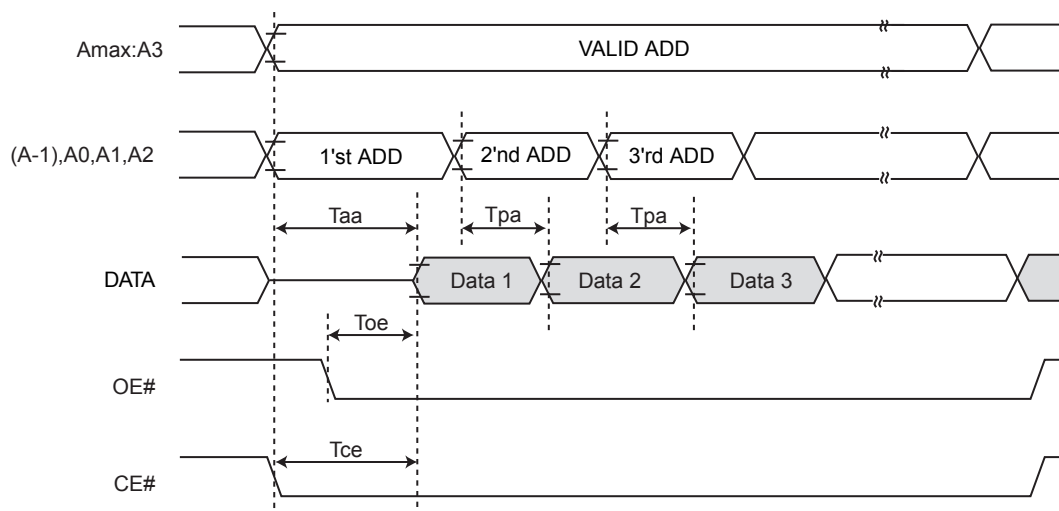 Amax:A3
VALID ADD
(A-1),A0,A1,A2
1'st ADD
2'nd ADD
3'rd ADD
Taa
Tpa
Tpa
DATA
Data 1
Data 2
Data 3
Toe
OE#
Tce
CE#